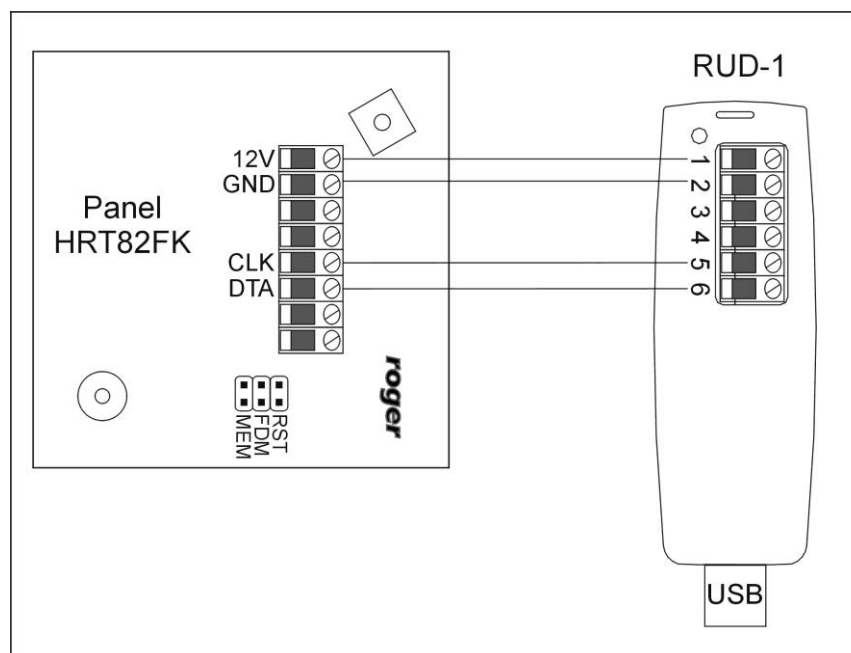 RUD-1
Panel
HRT82FK
12V
GND
CLK
DTA
1
2
3
4
5
6
MEM
FDM
RST
roger
USB